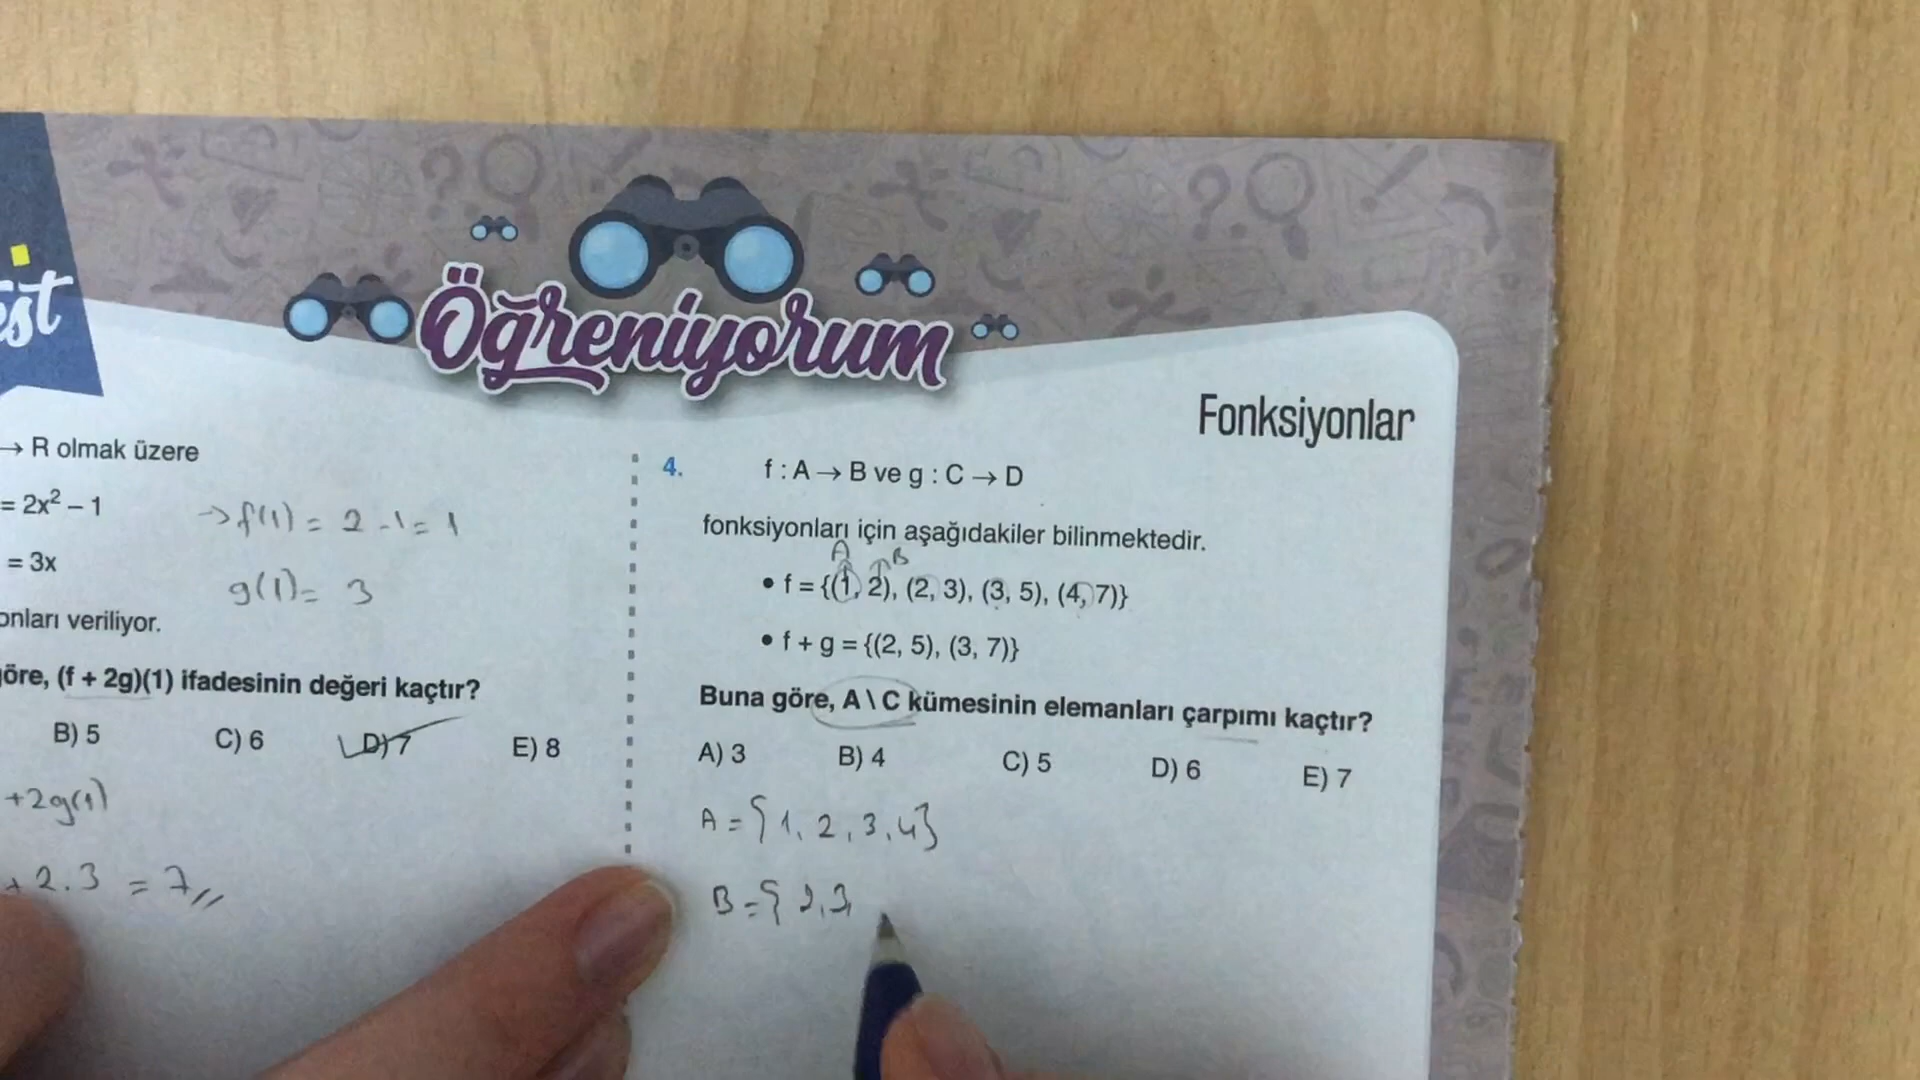 est
Öğreniyorum
Fonksiyonlar
→ R olmak üzere
= 2x² – 1
→ f(1) = 2 - 1 = 1
= 3x
g(1) = 3
onları veriliyor.
göre, (f + 2g)(1) ifadesinin değeri kaçtır?
B) 5 C) 6 D) 7 E) 8
+2g(1)
+ 2.3 = 7//
4. f : A → B ve g : C → D
fonksiyonları için aşağıdakiler bilinmektedir.
A B
• f = {(1, 2), (2, 3), (3, 5), (4, 7)}
• f + g = {(2, 5), (3, 7)}
Buna göre, A \ C kümesinin elemanları çarpımı kaçtır?
A) 3 B) 4 C) 5 D) 6 E) 7
A = {1, 2, 3, 4}
B = { 2, 3,